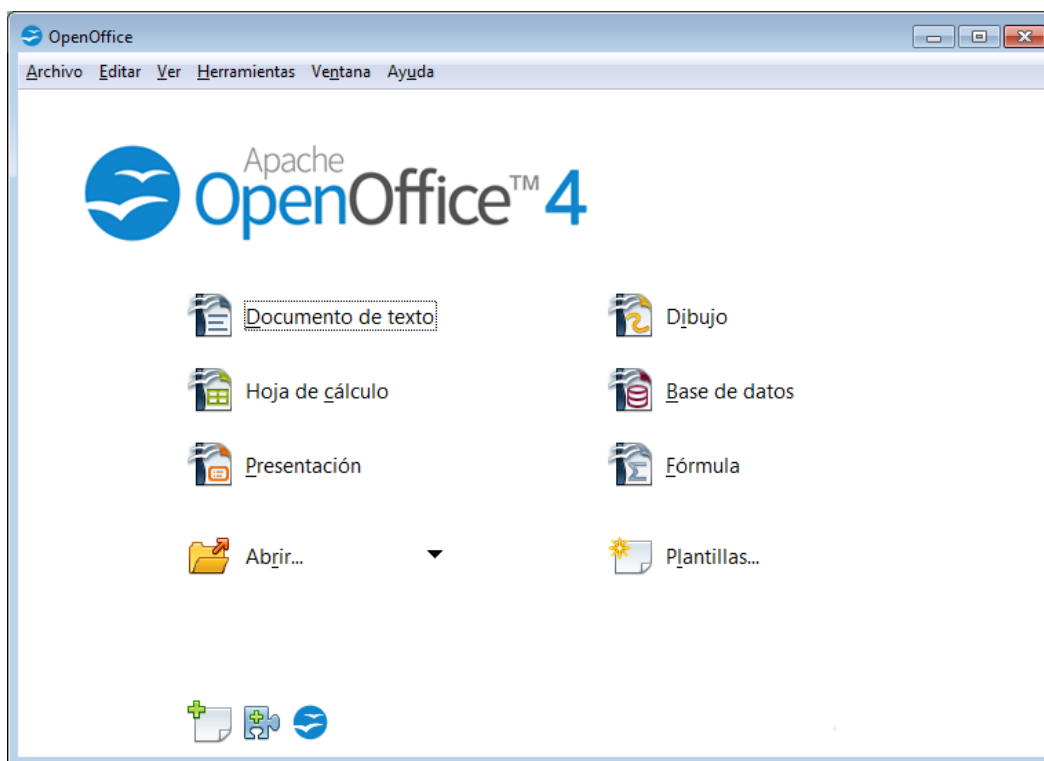 OpenOffice
Archivo Editar Ver Herramientas Ventana Ayuda
Apache
OpenOffice™ 4
Documento de texto
Dibujo
Hoja de cálculo
Base de datos
Presentación
Fórmula
Abrir...
Plantillas...